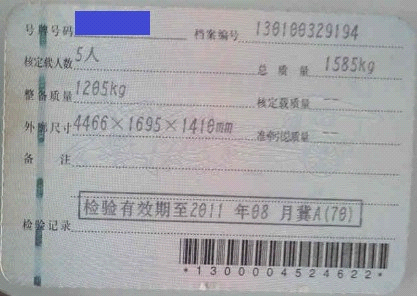 号牌号码 档案编号 130100329194
核定载人数 5人 总质量 1585kg
整备质量 1205kg 核定载质量 --
外廓尺寸 4466×1695×1410mm 准牵引总质量 --
备 注
检验有效期至2011 年08 月冀A(70)
检验记录
*1300004524622*